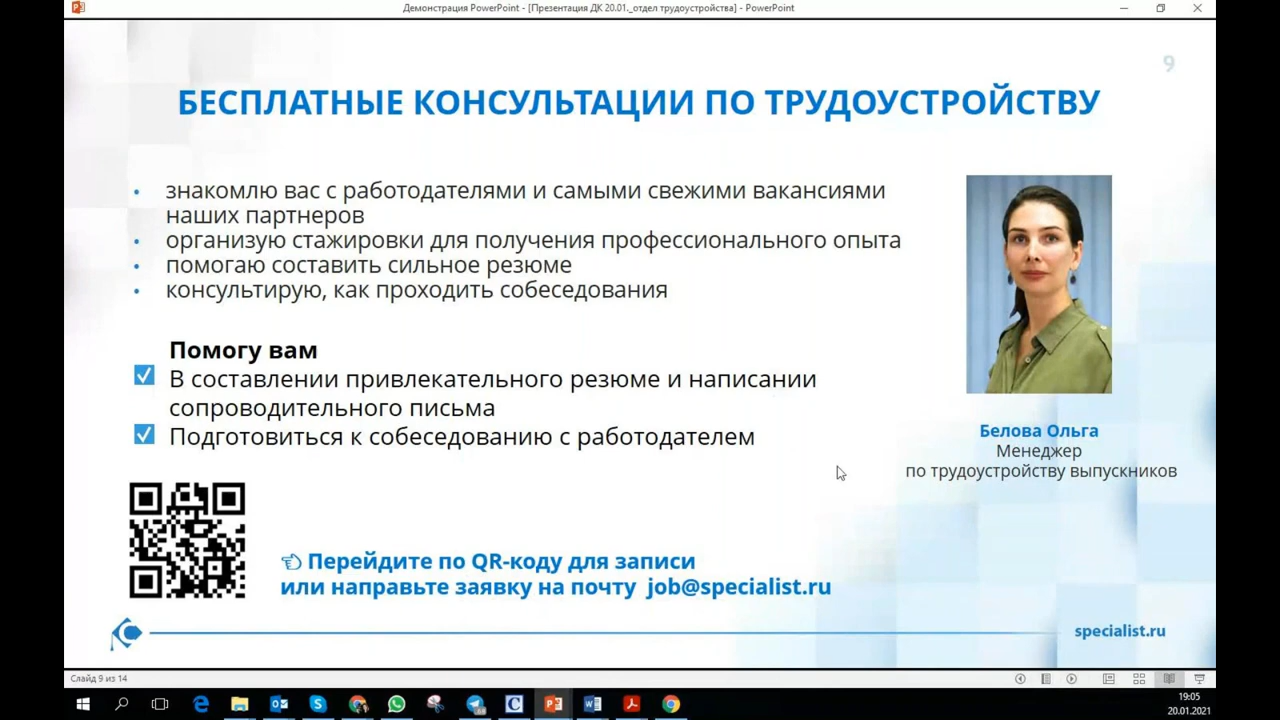 Демонстрация PowerPoint - [Презентация ДК 20.01._отдел трудоустройства] - PowerPoint
9
БЕСПЛАТНЫЕ КОНСУЛЬТАЦИИ ПО ТРУДОУСТРОЙСТВУ
• знакомлю вас с работодателями и самыми свежими вакансиями
наших партнеров
• организую стажировки для получения профессионального опыта
• помогаю составить сильное резюме
• консультирую, как проходить собеседования
Помогу вам
В составлении привлекательного резюме и написании
сопроводительного письма
Подготовиться к собеседованию с работодателем
Белова Ольга
Менеджер
по трудоустройству выпускников
Перейдите по QR-коду для записи
или направьте заявку на почту job@specialist.ru
specialist.ru
Слайд 9 из 14
19:05
20.01.2021